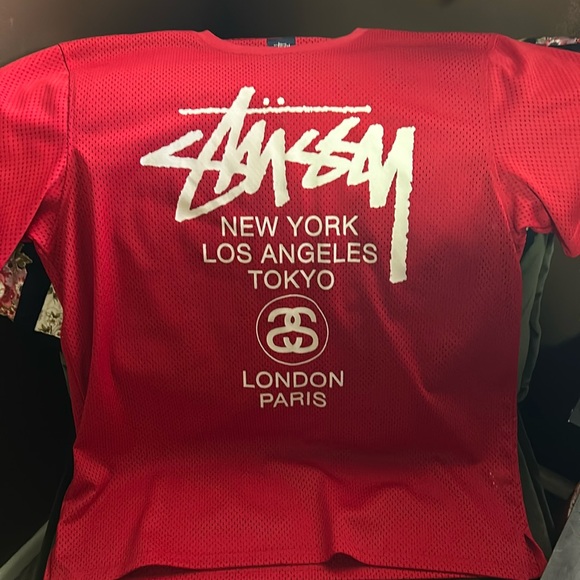 STÜSSY
NEW YORK
LOS ANGELES
TOKYO
LONDON
PARIS